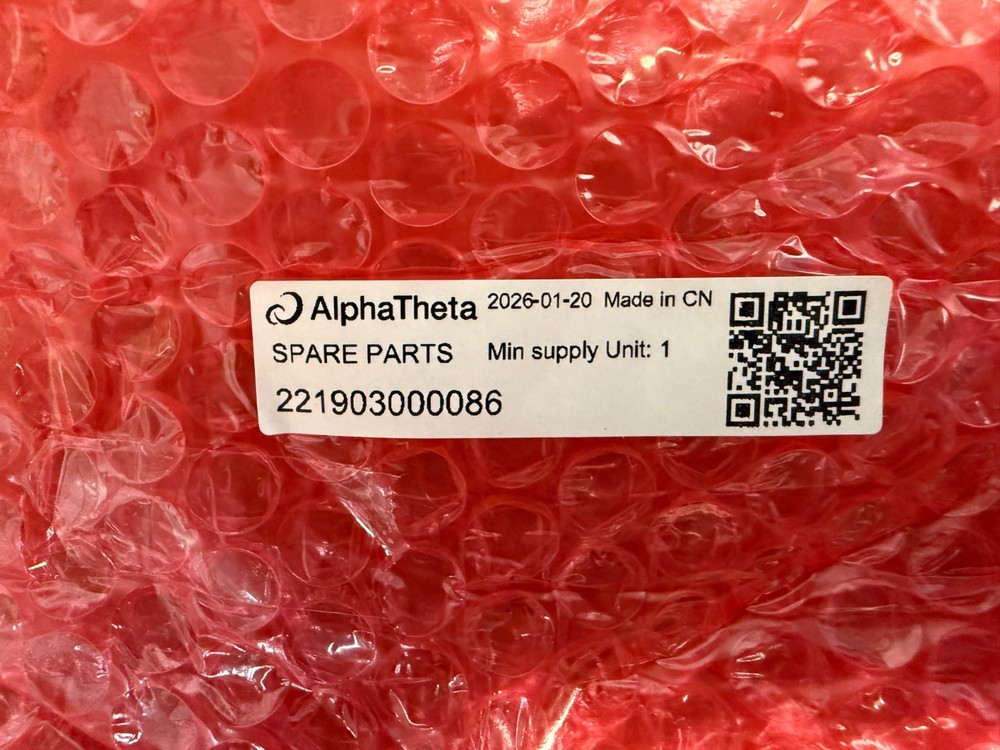 AlphaTheta 2026-01-20 Made in CN
SPARE PARTS Min supply Unit: 1
221903000086